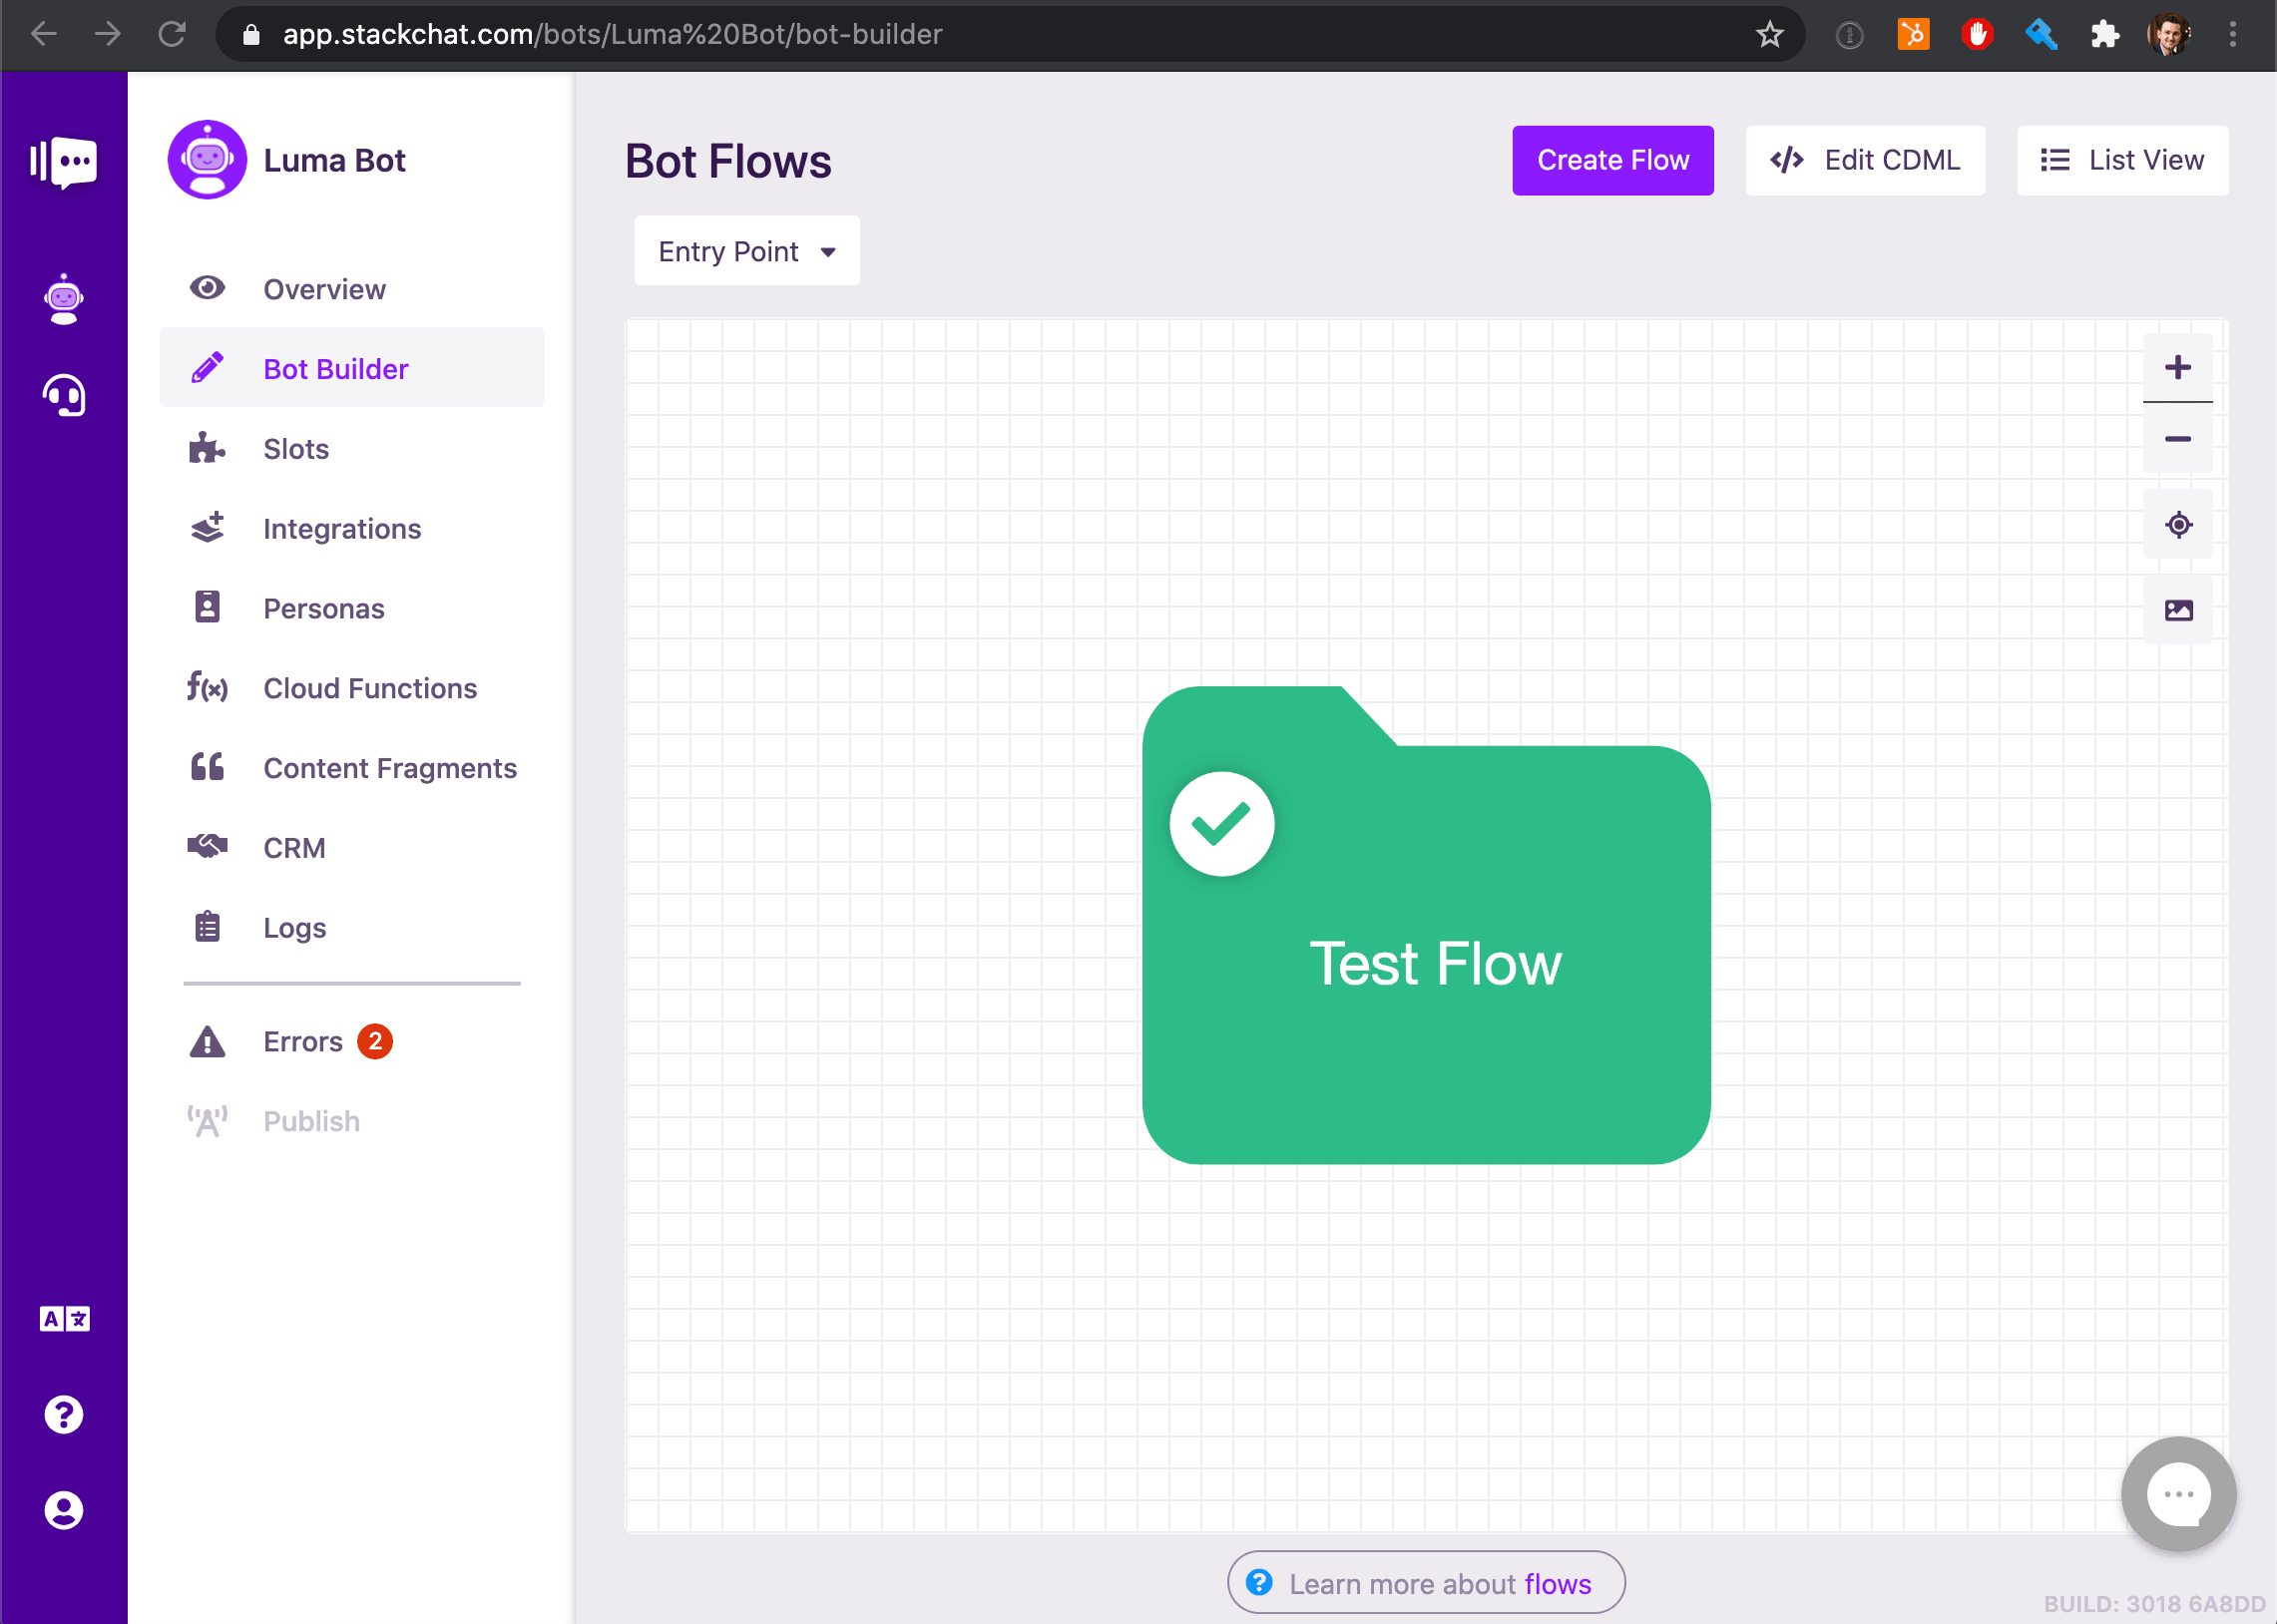 app.stackchat.com/bots/Luma%20Bot/bot-builder
Luma Bot
Overview
Bot Builder
Slots
Integrations
Personas
f(x) Cloud Functions
Content Fragments
CRM
Logs
Errors 2
Publish
A 文
Bot Flows
Create Flow
</> Edit CDML
List View
Entry Point
Test Flow
Learn more about flows
BUILD: 3018 6A8DD